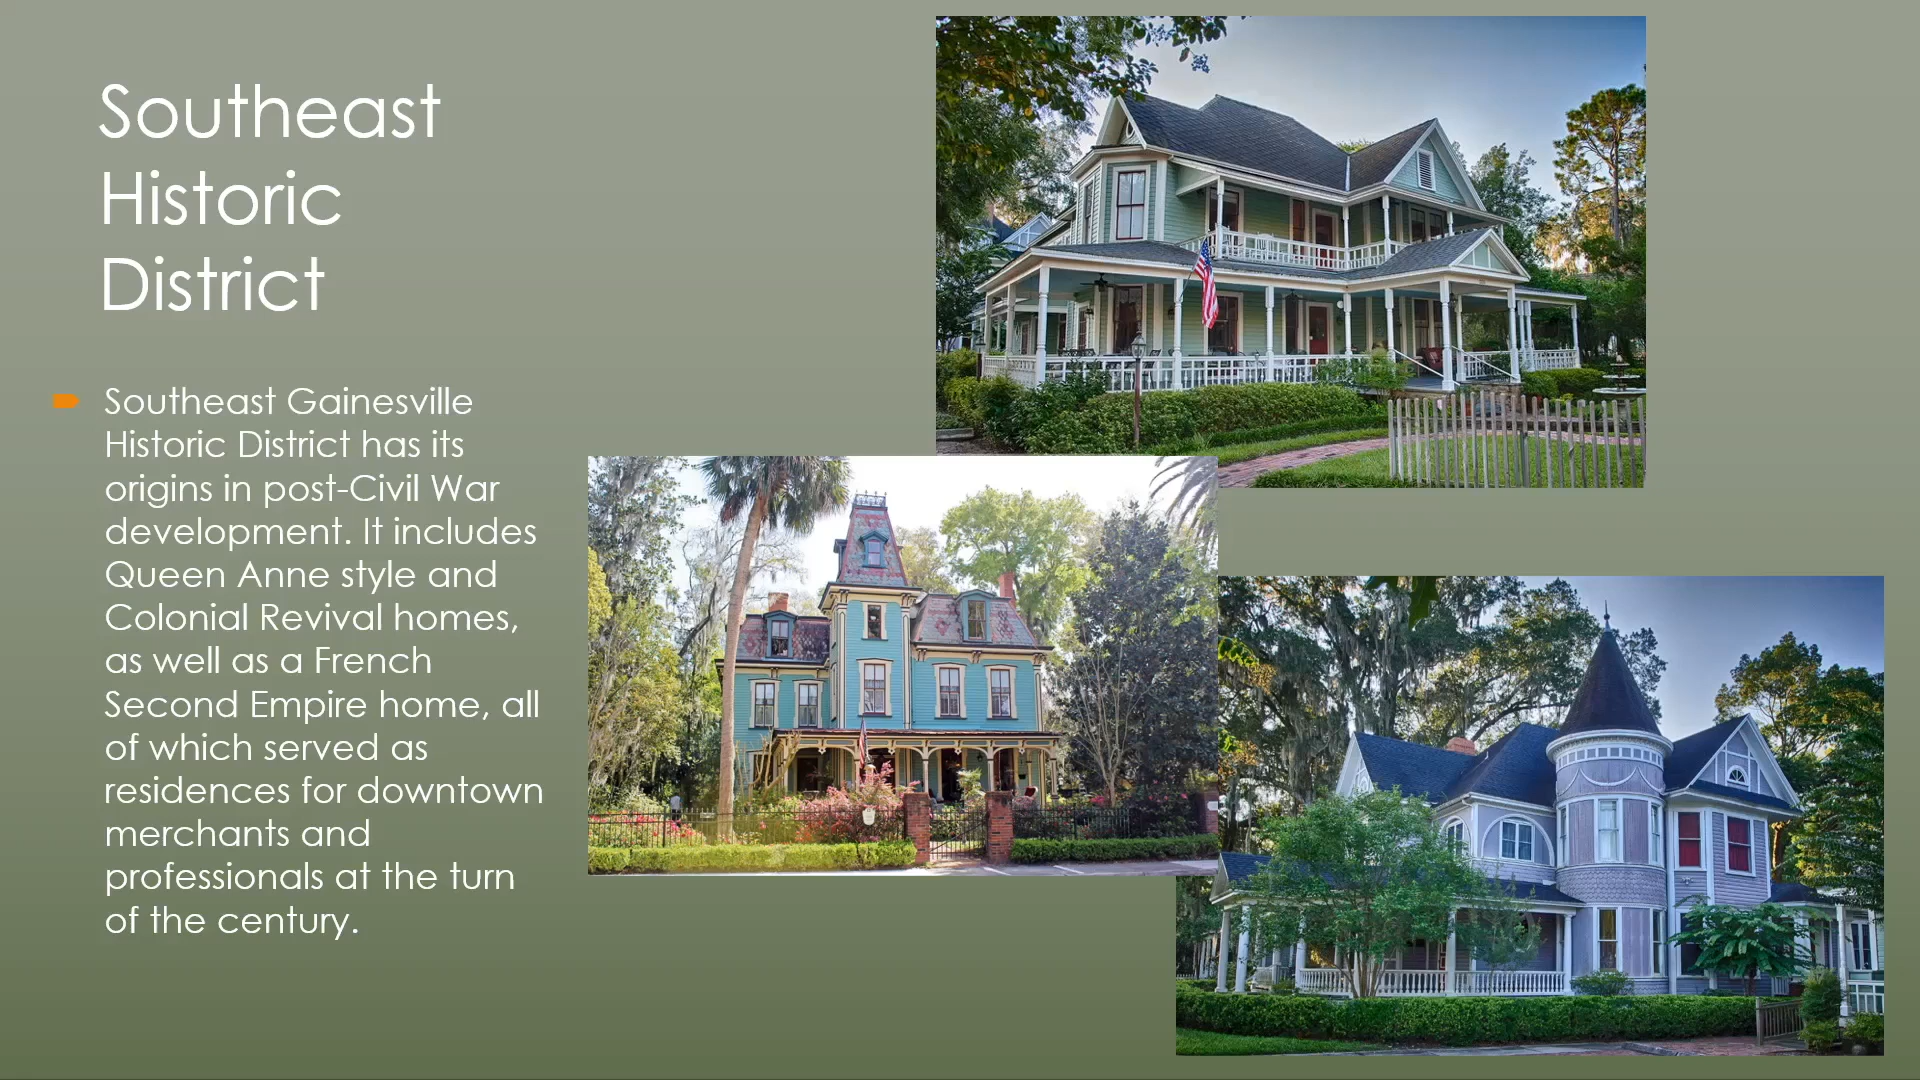 Southeast
Historic
District
Southeast Gainesville
Historic District has its
origins in post-Civil War
development. It includes
Queen Anne style and
Colonial Revival homes,
as well as a French
Second Empire home, all
of which served as
residences for downtown
merchants and
professionals at the turn
of the century.